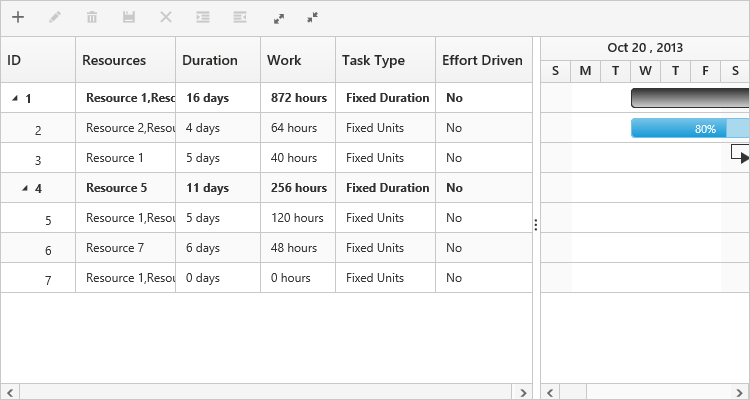 Oct 20 , 2013
ID Resources Duration Work Task Type Effort Driven S M T W T F S
1 Resource 1,Resc 16 days 872 hours Fixed Duration No
2 Resource 2,Resou 4 days 64 hours Fixed Units No 80%
3 Resource 1 5 days 40 hours Fixed Units No
4 Resource 5 11 days 256 hours Fixed Duration No
5 Resource 1,Resou 5 days 120 hours Fixed Units No
6 Resource 7 6 days 48 hours Fixed Units No
7 Resource 1,Resou 0 days 0 hours Fixed Units No